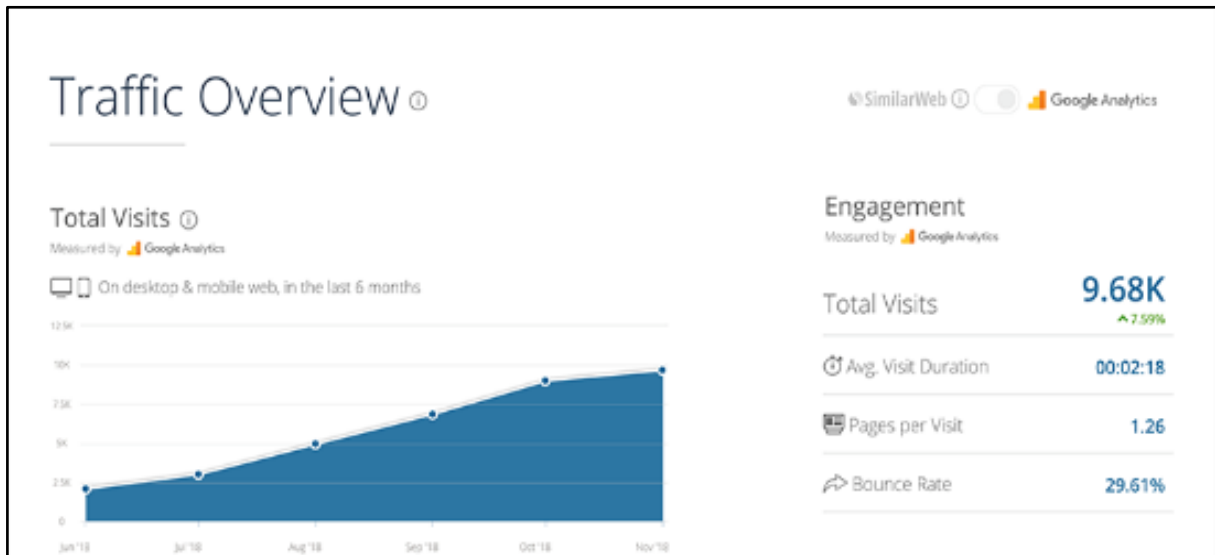 Traffic Overview
SimilarWeb Google Analytics
Total Visits
Measured by Google Analytics
On desktop & mobile web, in the last 6 months
12.5K
10K
7.5K
5K
2.5K
0
Jun '18 Jul '18 Aug '18 Sep '18 Oct '18 Nov '18
Engagement
Measured by Google Analytics
Total Visits 9.68K
7.59%
Avg. Visit Duration 00:02:18
Pages per Visit 1.26
Bounce Rate 29.61%